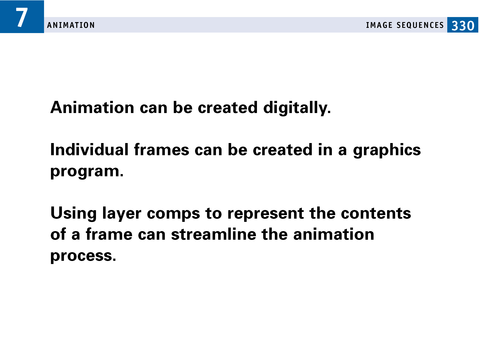 7
ANIMATION
IMAGE SEQUENCES 330
Animation can be created digitally.
Individual frames can be created in a graphics
program.
Using layer comps to represent the contents
of a frame can streamline the animation
process.